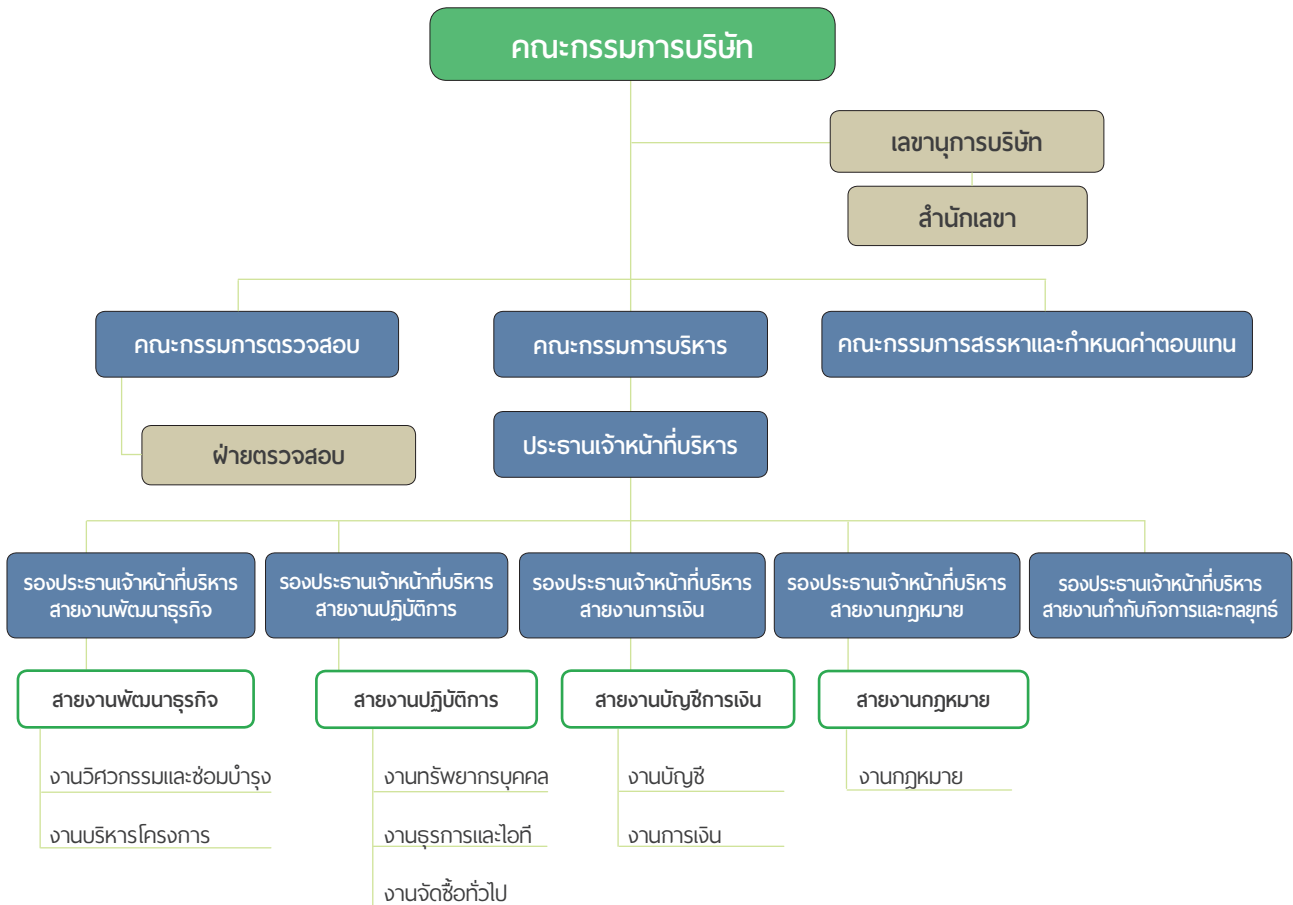 คณะกรรมการบริษัท
เลขานุการบริษัท
สำนักเลขา
คณะกรรมการตรวจสอบ
คณะกรรมการบริหาร
คณะกรรมการสรรหาและกำหนดค่าตอบแทน
ฝ่ายตรวจสอบ
ประธานเจ้าหน้าที่บริหาร
รองประธานเจ้าหน้าที่บริหาร
สายงานพัฒนาธุรกิจ
รองประธานเจ้าหน้าที่บริหาร
สายงานปฏิบัติการ
รองประธานเจ้าหน้าที่บริหาร
สายงานการเงิน
รองประธานเจ้าหน้าที่บริหาร
สายงานกฎหมาย
รองประธานเจ้าหน้าที่บริหาร
สายงานกำกับกิจการและกลยุทธ์
สายงานพัฒนาธุรกิจ
สายงานปฏิบัติการ
สายงานบัญชีการเงิน
สายงานกฎหมาย
งานวิศวกรรมและซ่อมบำรุง
งานบริหารโครงการ
งานทรัพยากรบุคคล
งานธุรการและไอที
งานจัดซื้อทั่วไป
งานบัญชี
งานการเงิน
งานกฎหมาย